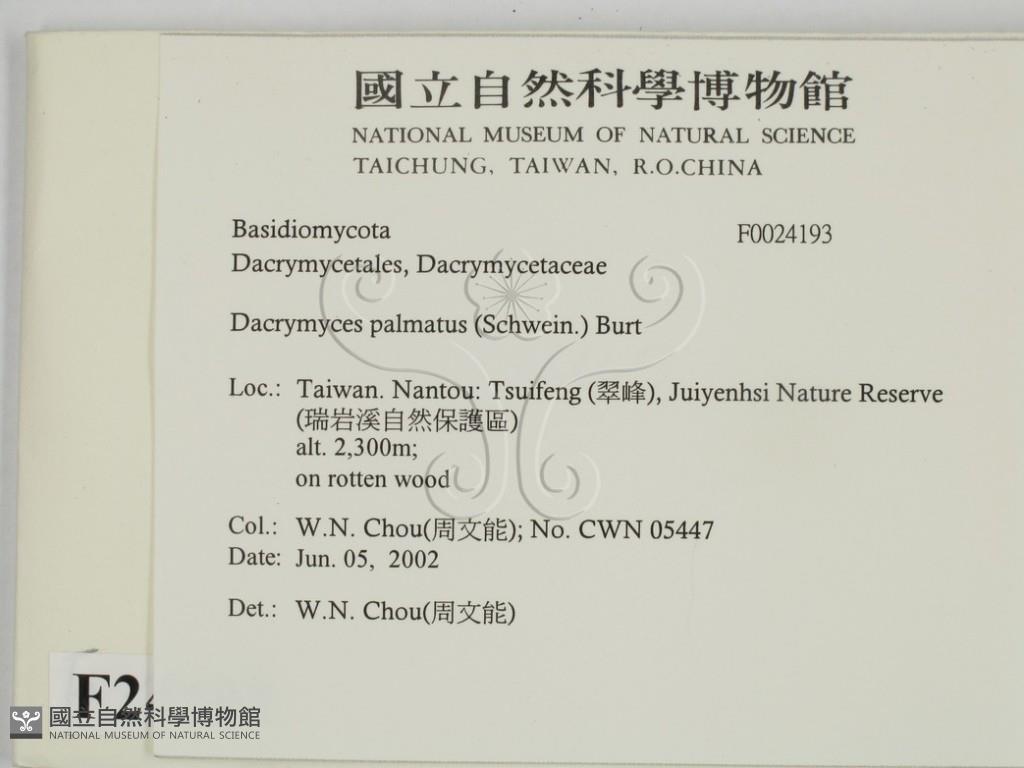 國立自然科學博物館
NATIONAL MUSEUM OF NATURAL SCIENCE
TAICHUNG, TAIWAN, R.O.CHINA
Basidiomycota F0024193
Dacrymycetales, Dacrymycetaceae
Dacrymyces palmatus (Schwein.) Burt
Loc.: Taiwan. Nantou: Tsuifeng (翠峰), Juiyenhsi Nature Reserve
(瑞岩溪自然保護區)
alt. 2,300m;
on rotten wood
Col.: W.N. Chou(周文能); No. CWN 05447
Date: Jun. 05, 2002
Det.: W.N. Chou(周文能)
F24
國立自然科學博物館
NATIONAL MUSEUM OF NATURAL SCIENCE